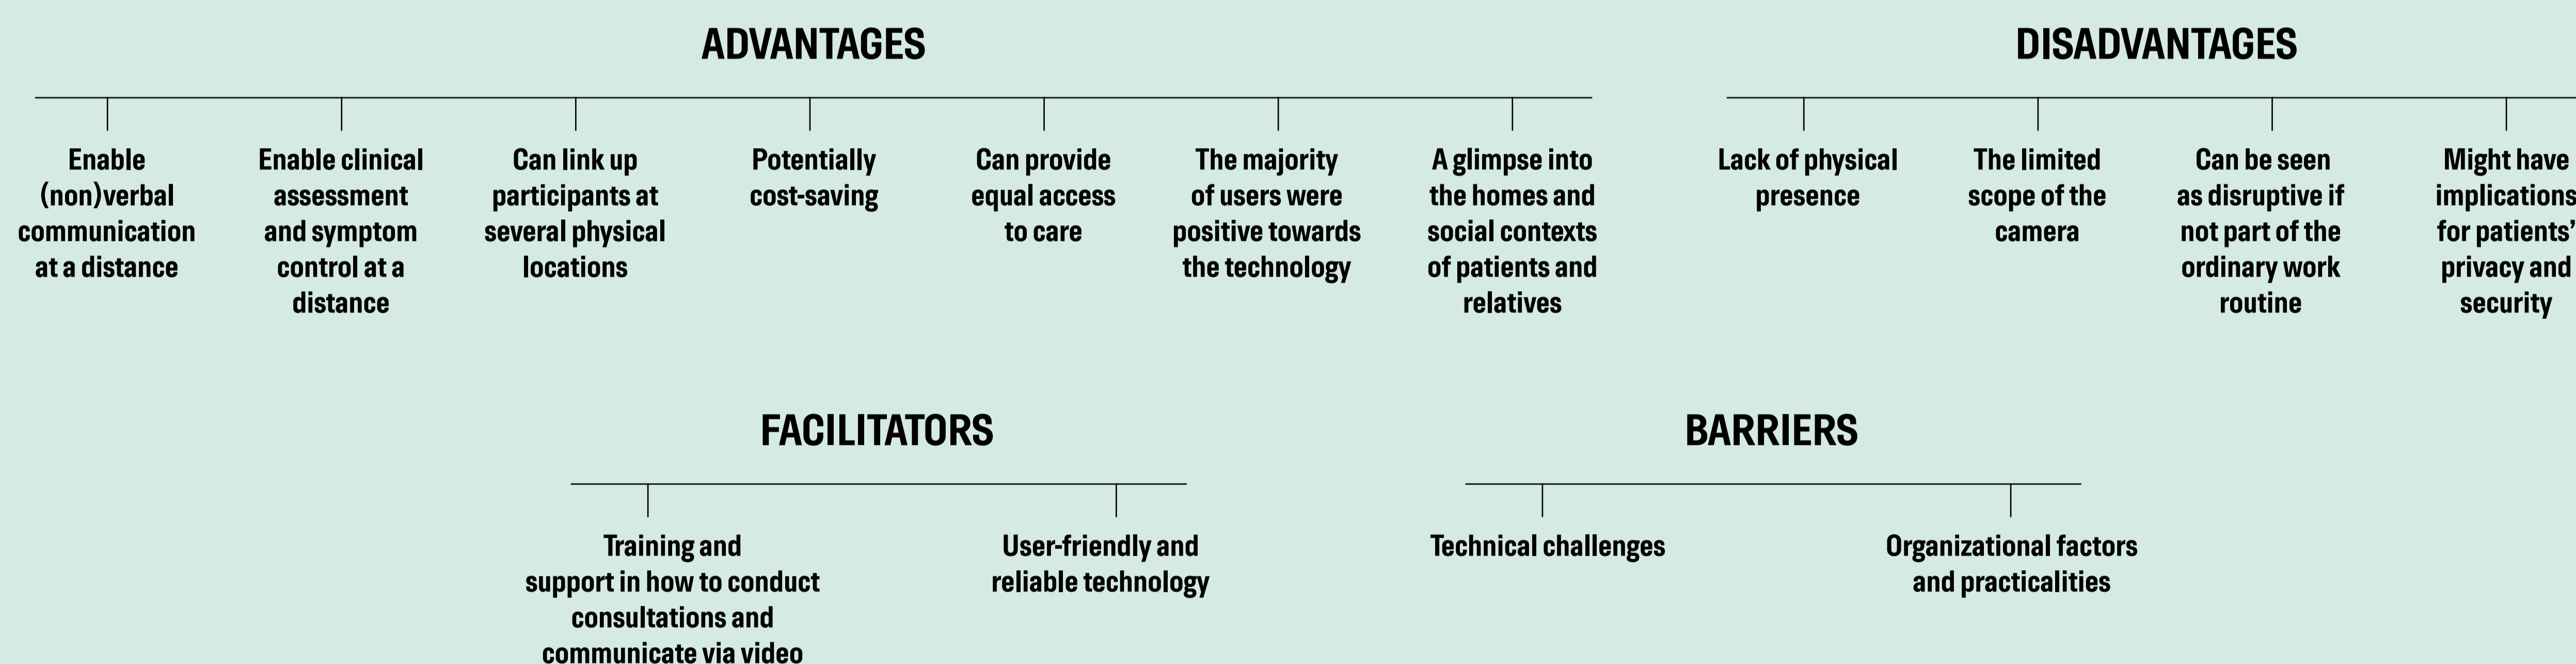 ADVANTAGES
Enable
(non)verbal
communication
at a distance
Enable clinical
assessment
and symptom
control at a
distance
Can link up
participants at
several physical
locations
Potentially
cost-saving
Can provide
equal access
to care
The majority
of users were
positive towards
the technology
A glimpse into
the homes and
social contexts
of patients and
relatives
DISADVANTAGES
Lack of physical
presence
The limited
scope of the
camera
Can be seen
as disruptive if
not part of the
ordinary work
routine
Might have
implications
for patients'
privacy and
security
FACILITATORS
Training and
support in how to conduct
consultations and
communicate via video
User-friendly and
reliable technology
BARRIERS
Technical challenges
Organizational factors
and practicalities